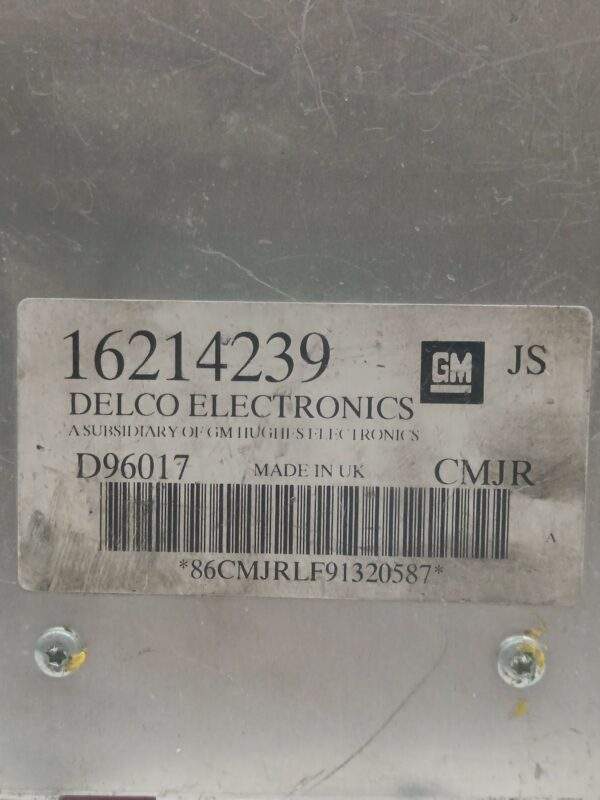 16214239
GM
JS
DELCO ELECTRONICS
A SUBSIDIARY OF GM HUGHES ELECTRONICS
D96017 MADE IN UK CMJR
A
*86CMJRLF91320587*